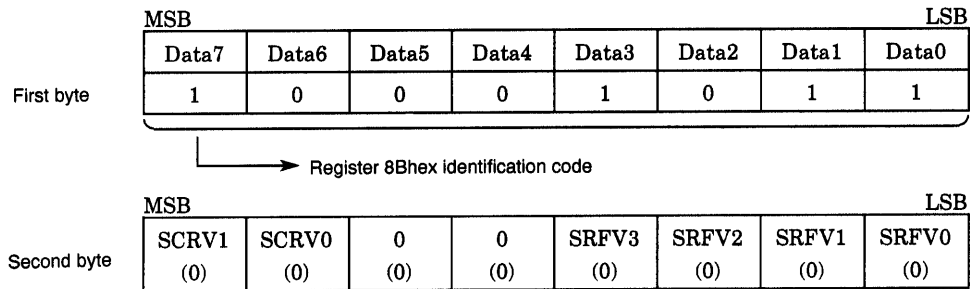 MSB LSB
Data7 Data6 Data5 Data4 Data3 Data2 Data1 Data0
First byte 1 0 0 0 1 0 1 1
Register 8Bhex identification code
MSB LSB
SCRV1 SCRV0 0 0 SRFV3 SRFV2 SRFV1 SRFV0
Second byte
(0) (0) (0) (0) (0) (0) (0) (0)